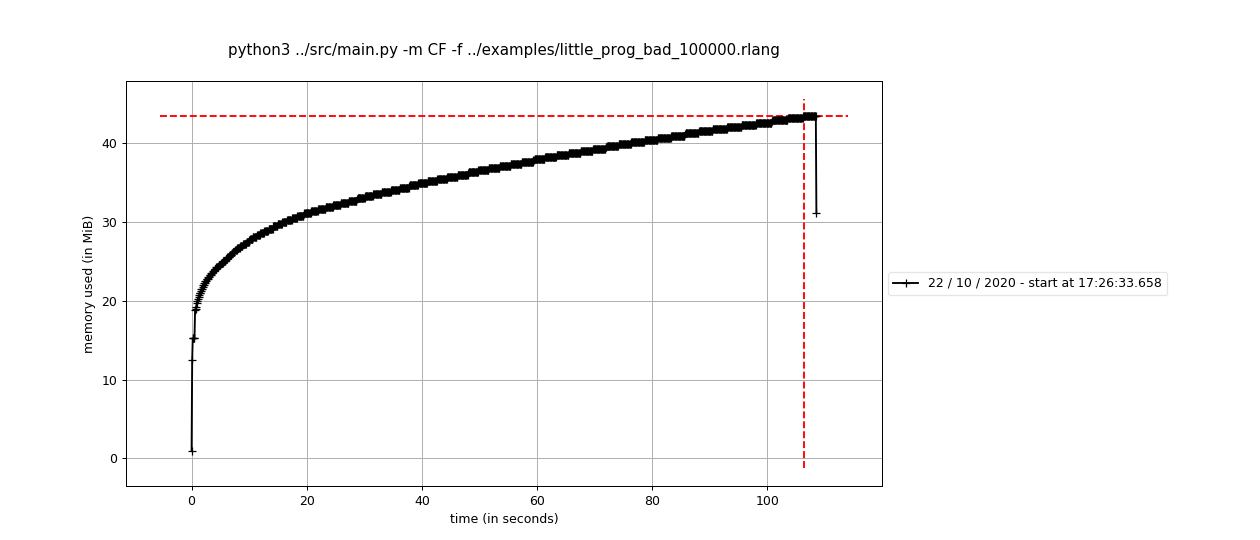 python3 ../src/main.py -m CF -f ../examples/little_prog_bad_100000.rlang
memory used (in MiB)
40
30
20
10
0
0 20 40 60 80 100
time (in seconds)
22 / 10 / 2020 - start at 17:26:33.658